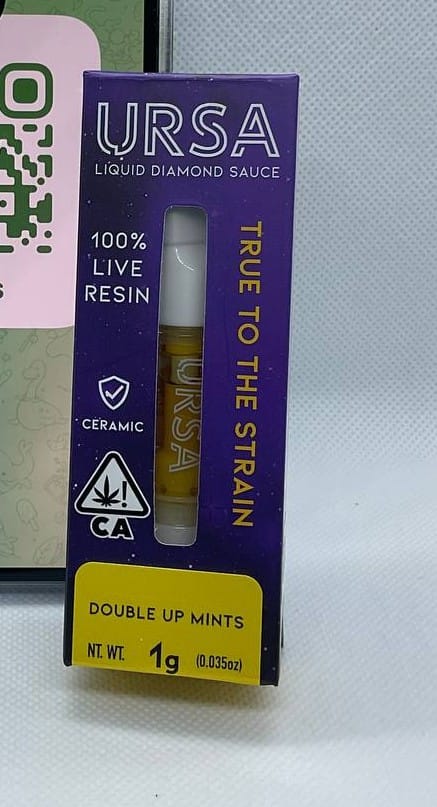 URSA
LIQUID DIAMOND SAUCE
100%
LIVE
RESIN
TRUE TO THE STRAIN
URSA
CERAMIC
!
CA
DOUBLE UP MINTS
NT. WT. 1g (0.035oz)
s